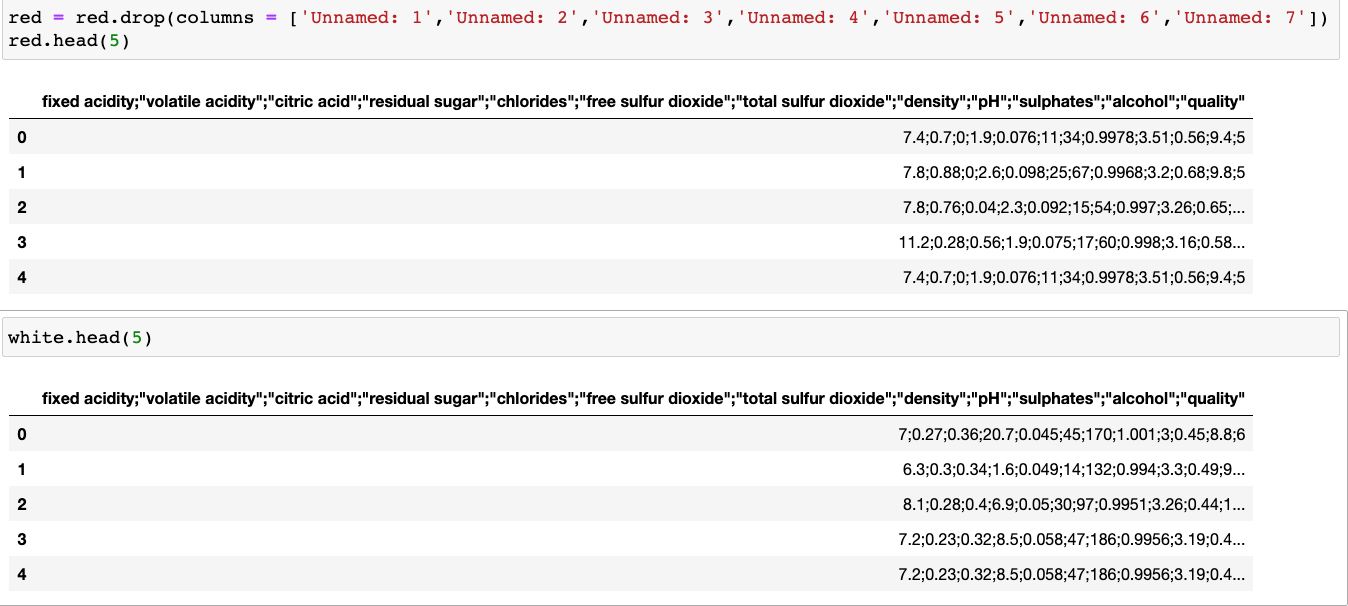 red = red.drop(columns = ['Unnamed: 1','Unnamed: 2','Unnamed: 3','Unnamed: 4','Unnamed: 5','Unnamed: 6','Unnamed: 7'])
red.head(5)
fixed acidity;"volatile acidity";"citric acid";"residual sugar";"chlorides";"free sulfur dioxide";"total sulfur dioxide";"density";"pH";"sulphates";"alcohol";"quality"
0 7.4;0.7;0;1.9;0.076;11;34;0.9978;3.51;0.56;9.4;5
1 7.8;0.88;0;2.6;0.098;25;67;0.9968;3.2;0.68;9.8;5
2 7.8;0.76;0.04;2.3;0.092;15;54;0.997;3.26;0.65;...
3 11.2;0.28;0.56;1.9;0.075;17;60;0.998;3.16;0.58...
4 7.4;0.7;0;1.9;0.076;11;34;0.9978;3.51;0.56;9.4;5
white.head(5)
fixed acidity;"volatile acidity";"citric acid";"residual sugar";"chlorides";"free sulfur dioxide";"total sulfur dioxide";"density";"pH";"sulphates";"alcohol";"quality"
0 7;0.27;0.36;20.7;0.045;45;170;1.001;3;0.45;8.8;6
1 6.3;0.3;0.34;1.6;0.049;14;132;0.994;3.3;0.49;9...
2 8.1;0.28;0.4;6.9;0.05;30;97;0.9951;3.26;0.44;1...
3 7.2;0.23;0.32;8.5;0.058;47;186;0.9956;3.19;0.4...
4 7.2;0.23;0.32;8.5;0.058;47;186;0.9956;3.19;0.4...